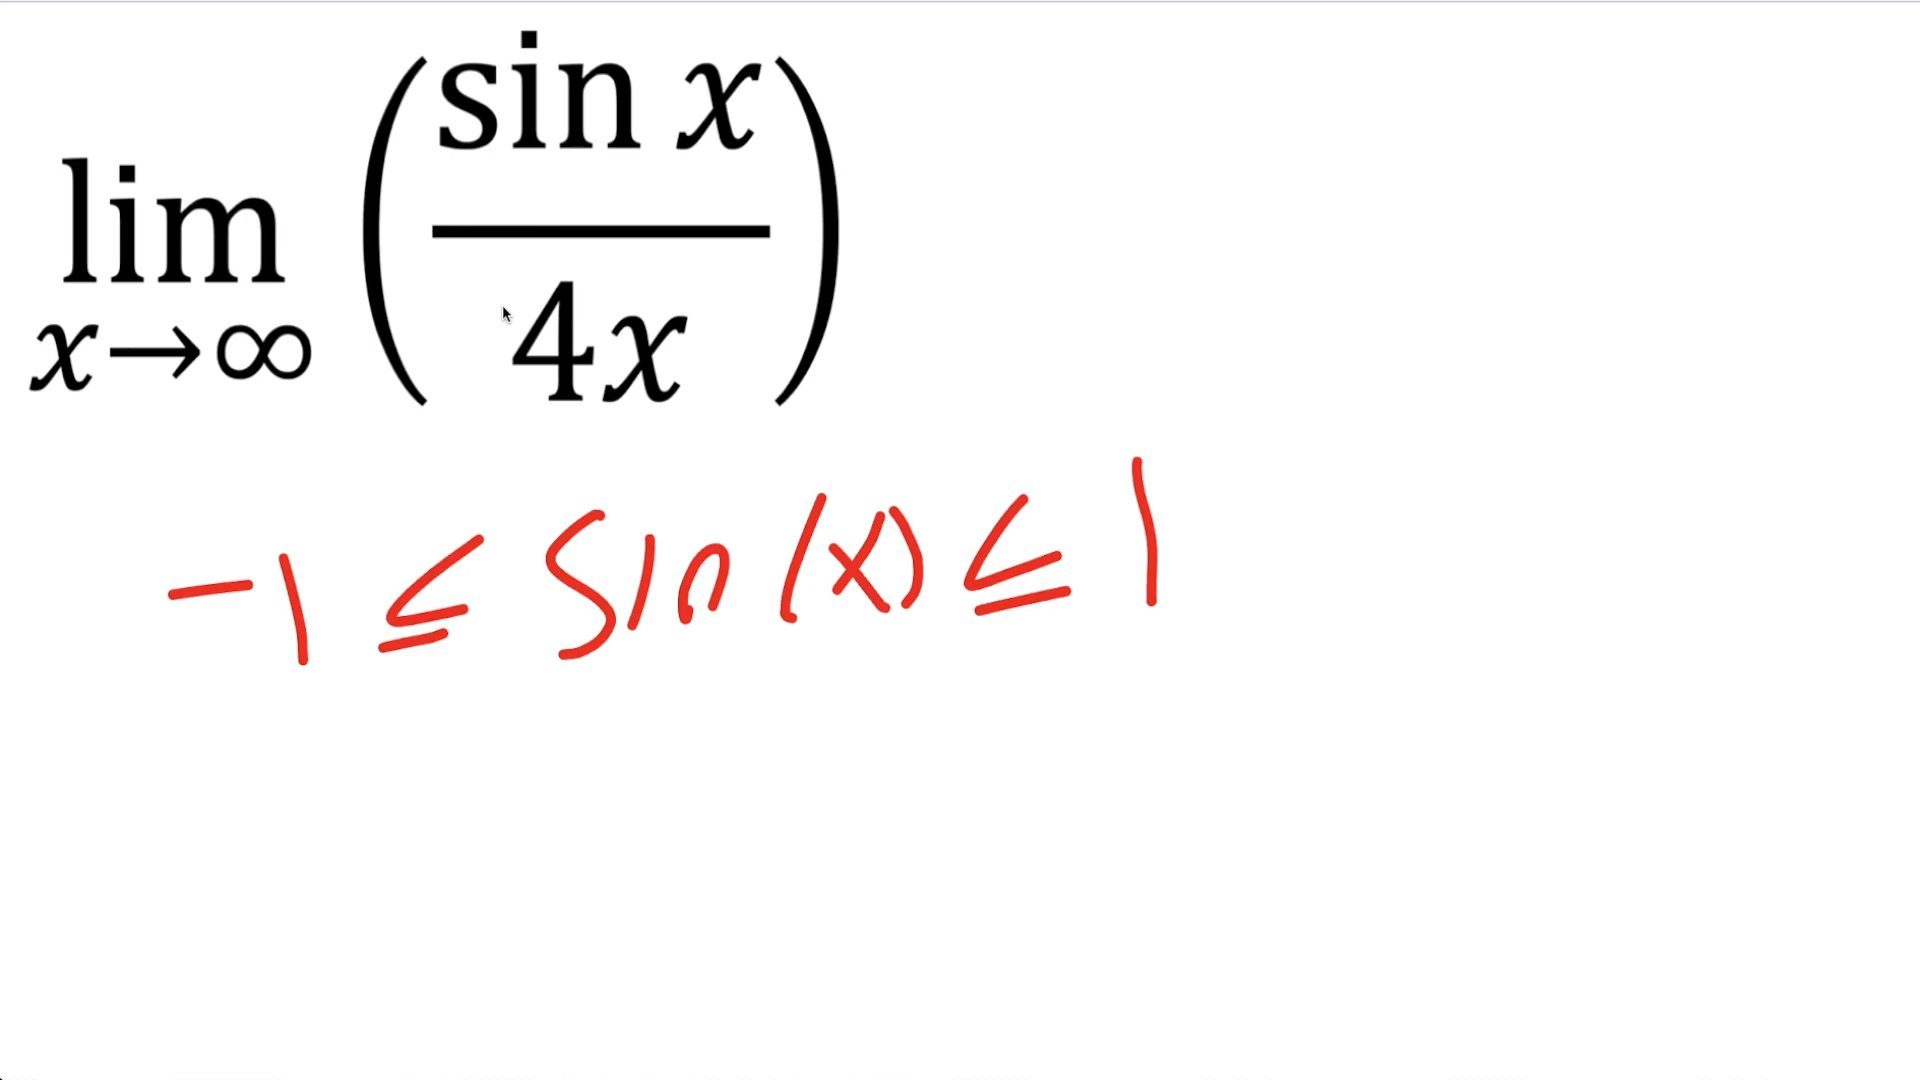 lim x→∞ (sin x / 4x)
-1 ≤ sin(x) ≤ 1